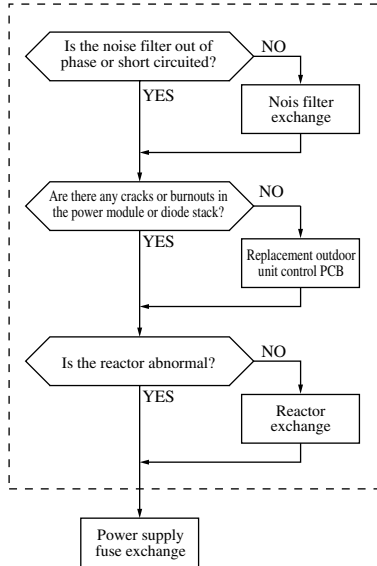 Is the noise filter out of
phase or short circuited?
NO
YES
Nois filter
exchange
Are there any cracks or burnouts in
the power module or diode stack?
NO
YES
Replacement outdoor
unit control PCB
Is the reactor abnormal?
NO
YES
Reactor
exchange
Power supply
fuse exchange